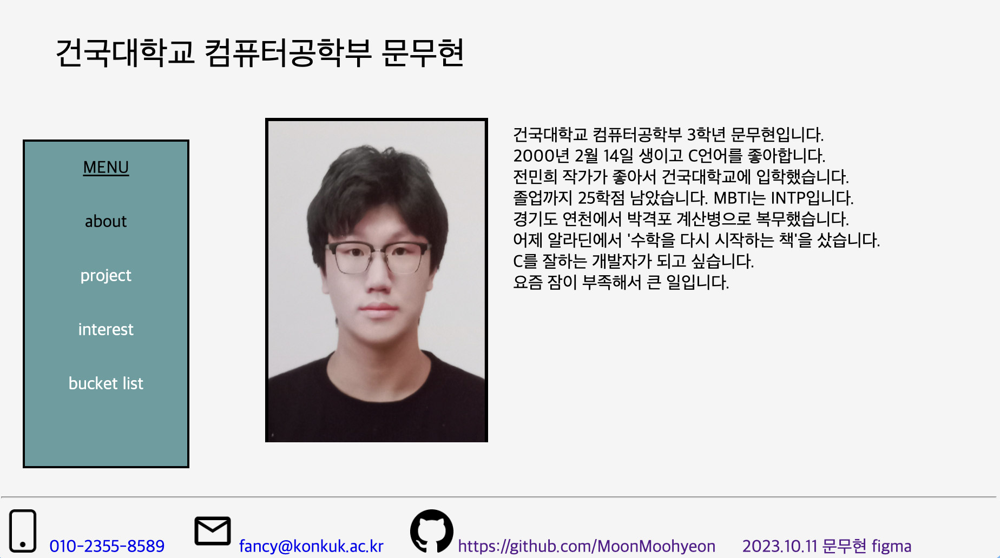 건국대학교 컴퓨터공학부 문무현
MENU
about
project
interest
bucket list
건국대학교 컴퓨터공학부 3학년 문무현입니다.
2000년 2월 14일 생이고 C언어를 좋아합니다.
전민희 작가가 좋아서 건국대학교에 입학했습니다.
졸업까지 25학점 남았습니다. MBTI는 INTP입니다.
경기도 연천에서 박격포 계산병으로 복무했습니다.
어제 알라딘에서 '수학을 다시 시작하는 책'을 샀습니다.
C를 잘하는 개발자가 되고 싶습니다.
요즘 잠이 부족해서 큰 일입니다.
010-2355-8589
fancy@konkuk.ac.kr
https://github.com/MoonMoohyeon
2023.10.11 문무현 figma